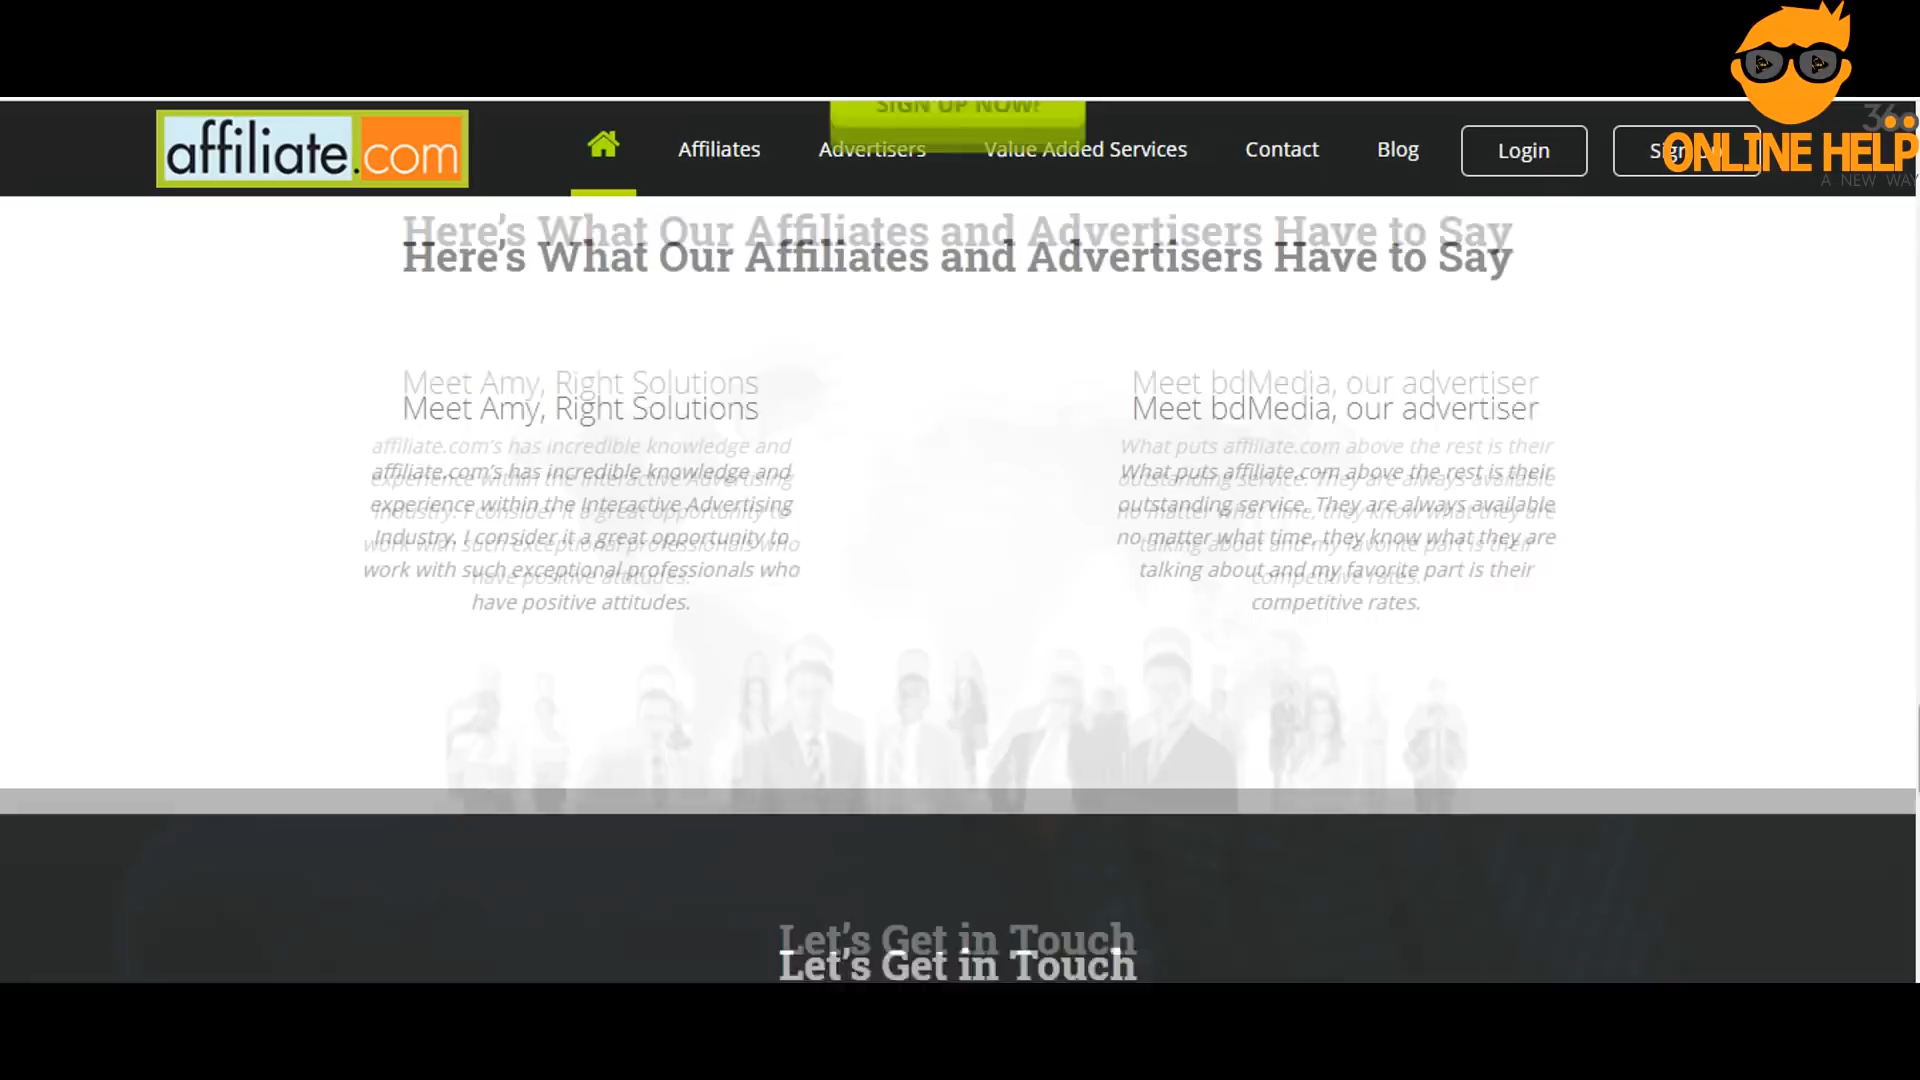 SIGN UP NOW!
affiliate.com
Affiliates
Advertisers
Value Added Services
Contact
Blog
Login
360
ONLINE HELP
A NEW WAY
Here's What Our Affiliates and Advertisers Have to Say
Meet Amy, Right Solutions
affiliate.com's has incredible knowledge and
experience within the Interactive Advertising
Industry. I consider it a great opportunity to
work with such exceptional professionals who
have positive attitudes.
Meet bdMedia, our advertiser
What puts affiliate.com above the rest is their
outstanding service. They are always available
no matter what time, they know what they are
talking about and my favorite part is their
competitive rates.
Let's Get in Touch